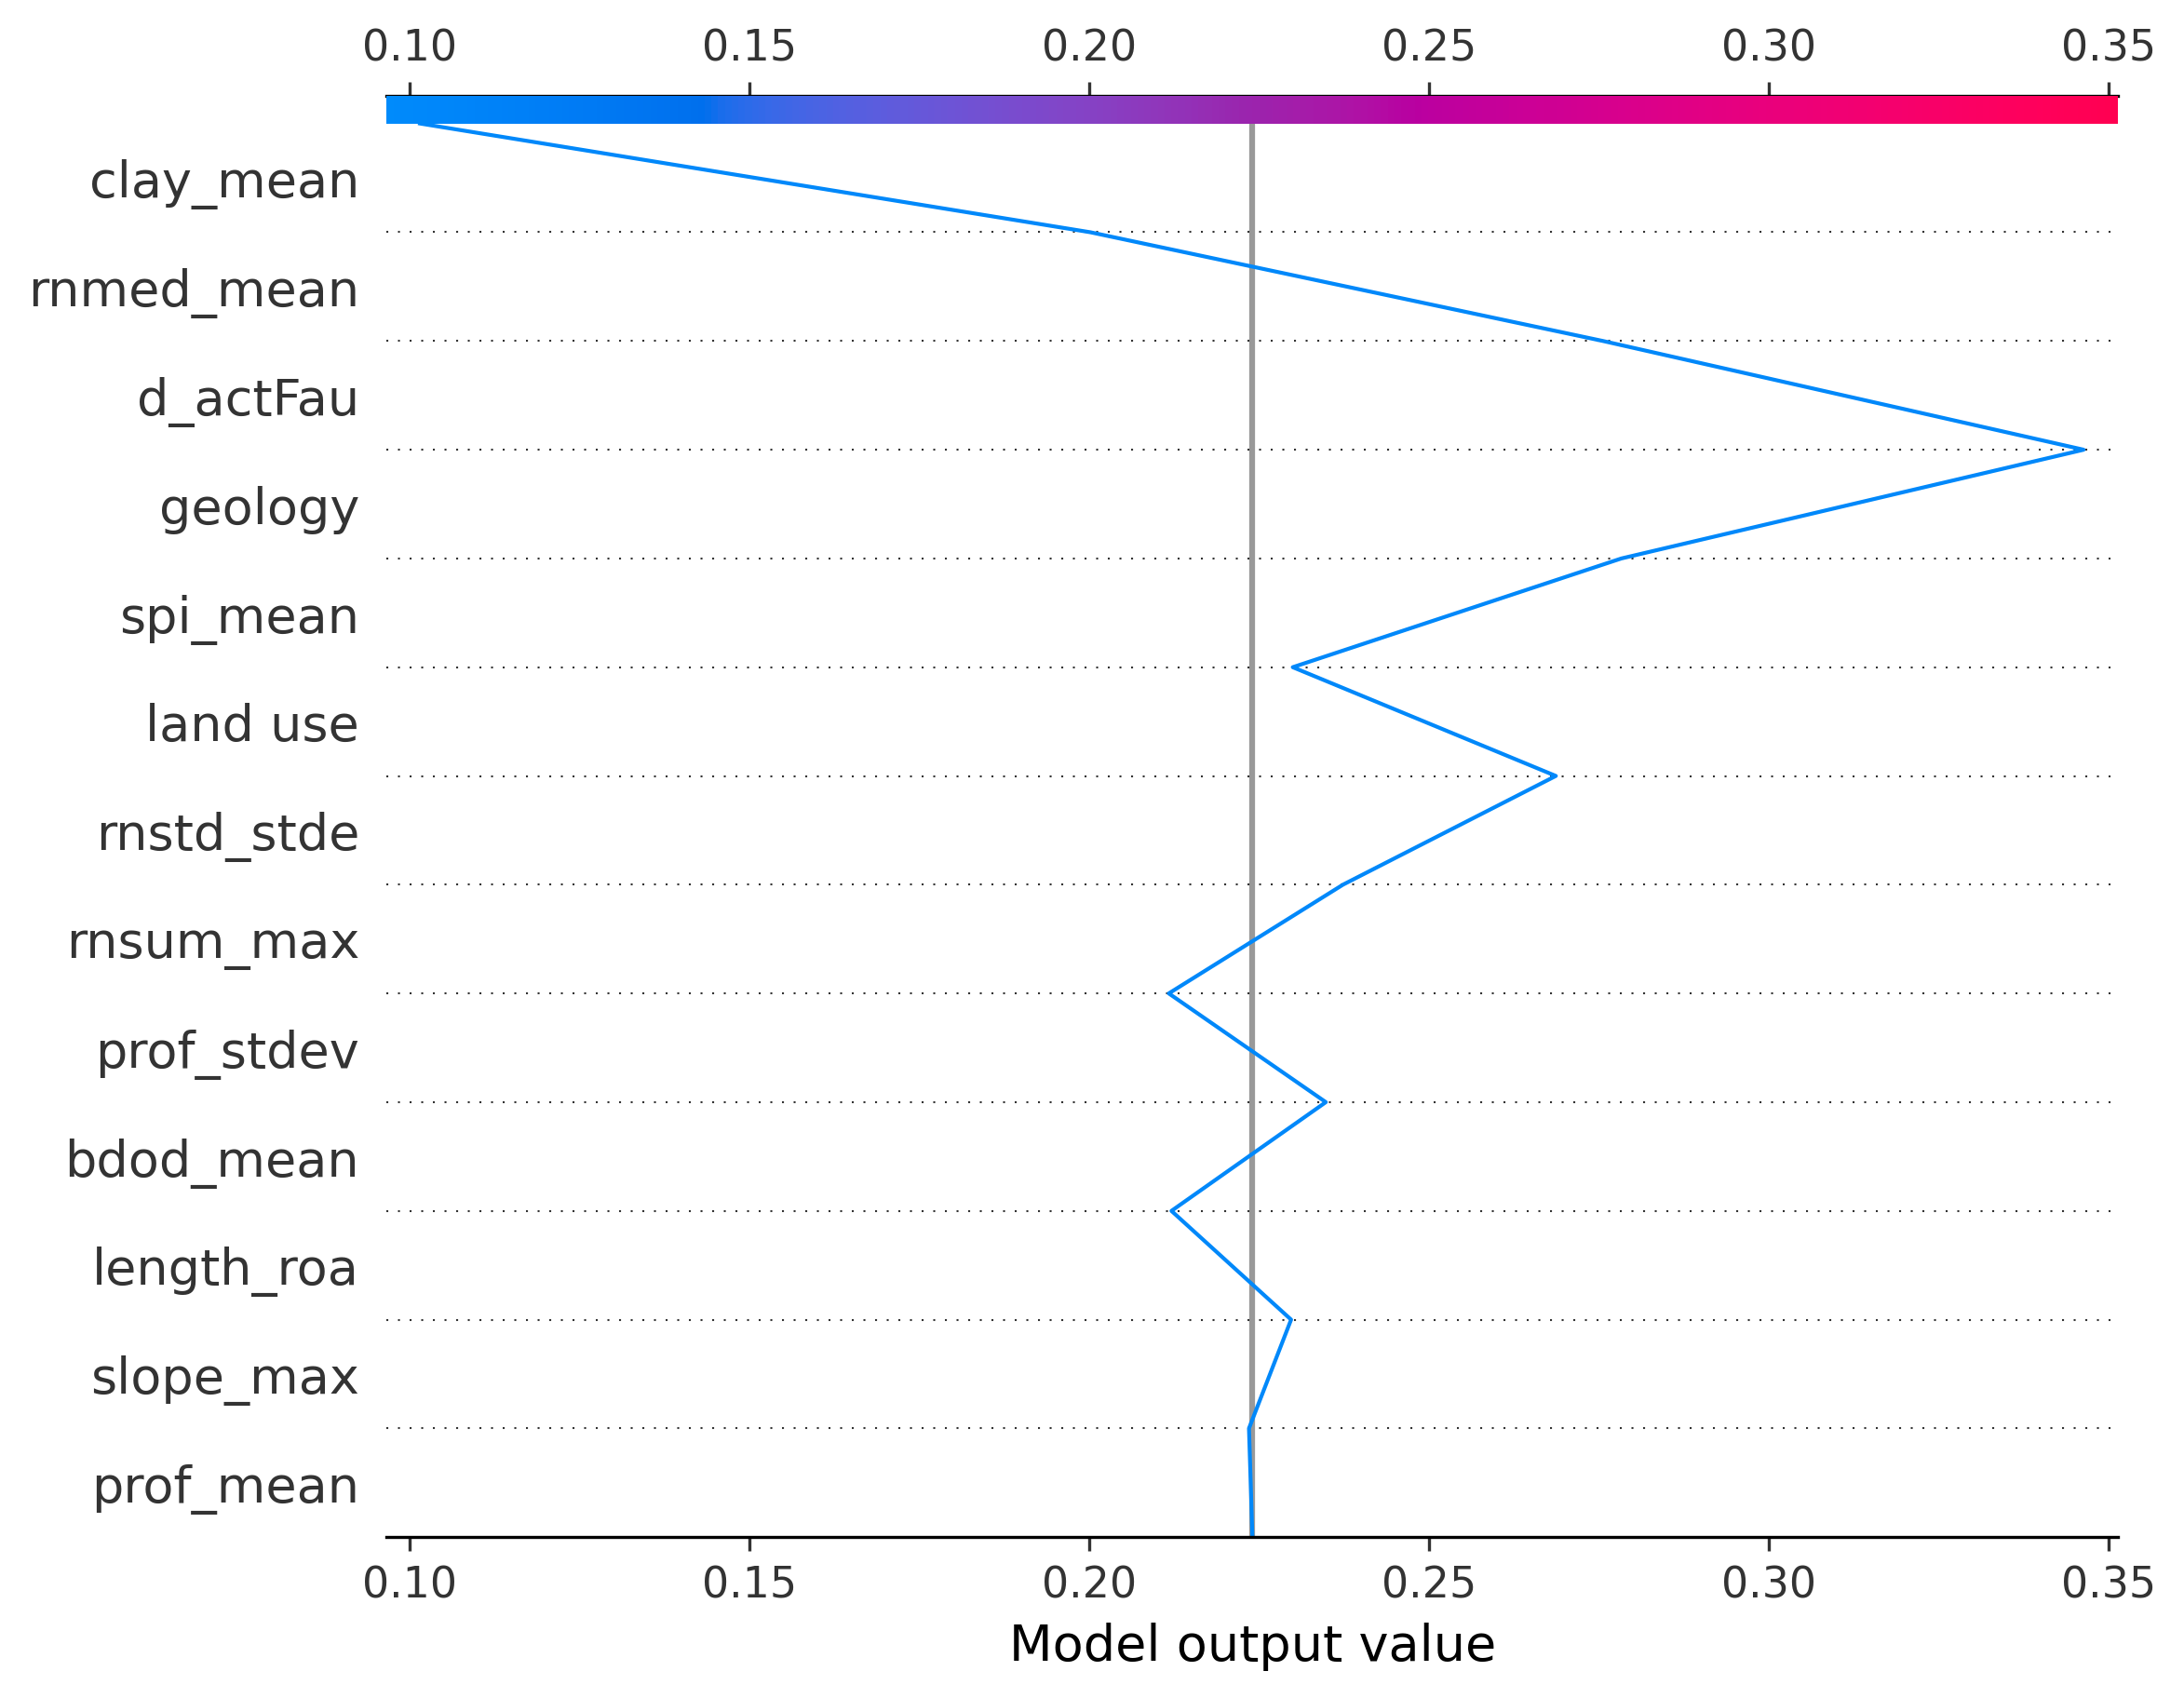 0.10 0.15 0.20 0.25 0.30 0.35
clay_mean
rnmed_mean
d_actFau
geology
spi_mean
land use
rnstd_stde
rnsum_max
prof_stdev
bdod_mean
length_roa
slope_max
prof_mean
0.10 0.15 0.20 0.25 0.30 0.35
Model output value